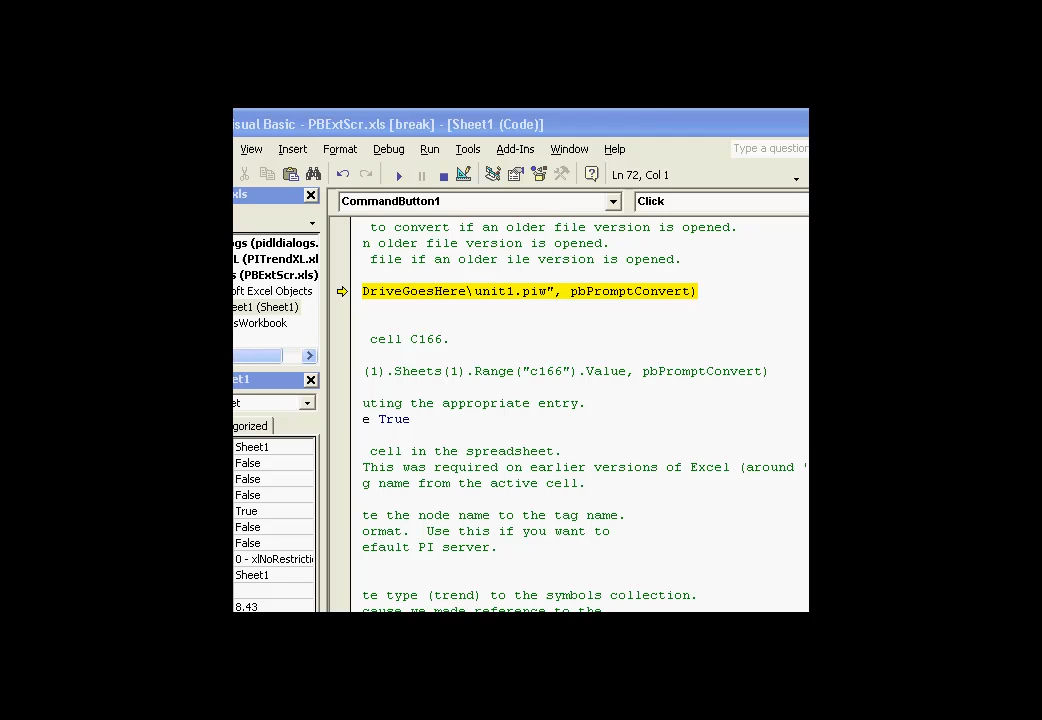 isual Basic - PBExtScr.xls [break] - [Sheet1 (Code)]
View Insert Format Debug Run Tools Add-Ins Window Help Type a question
Ln 72, Col 1
xls
CommandButton1 Click
ogs (pidldialogs.
L (PITrendXL.xl
s (PBExtScr.xls)
oft Excel Objects
eet1 (Sheet1)
sWorkbook
et1
et
gorized
Sheet1
False
False
False
True
False
False
0 - xlNoRestricti
Sheet1
8.43
to convert if an older file version is opened.
n older file version is opened.
file if an older ile version is opened.
DriveGoesHere\unit1.piw", pbPromptConvert)
cell C166.
(1).Sheets(1).Range("c166").Value, pbPromptConvert)
uting the appropriate entry.
e True
cell in the spreadsheet.
This was required on earlier versions of Excel (around '
g name from the active cell.
te the node name to the tag name.
ormat.  Use this if you want to
efault PI server.
te type (trend) to the symbols collection.
cause we made reference to the